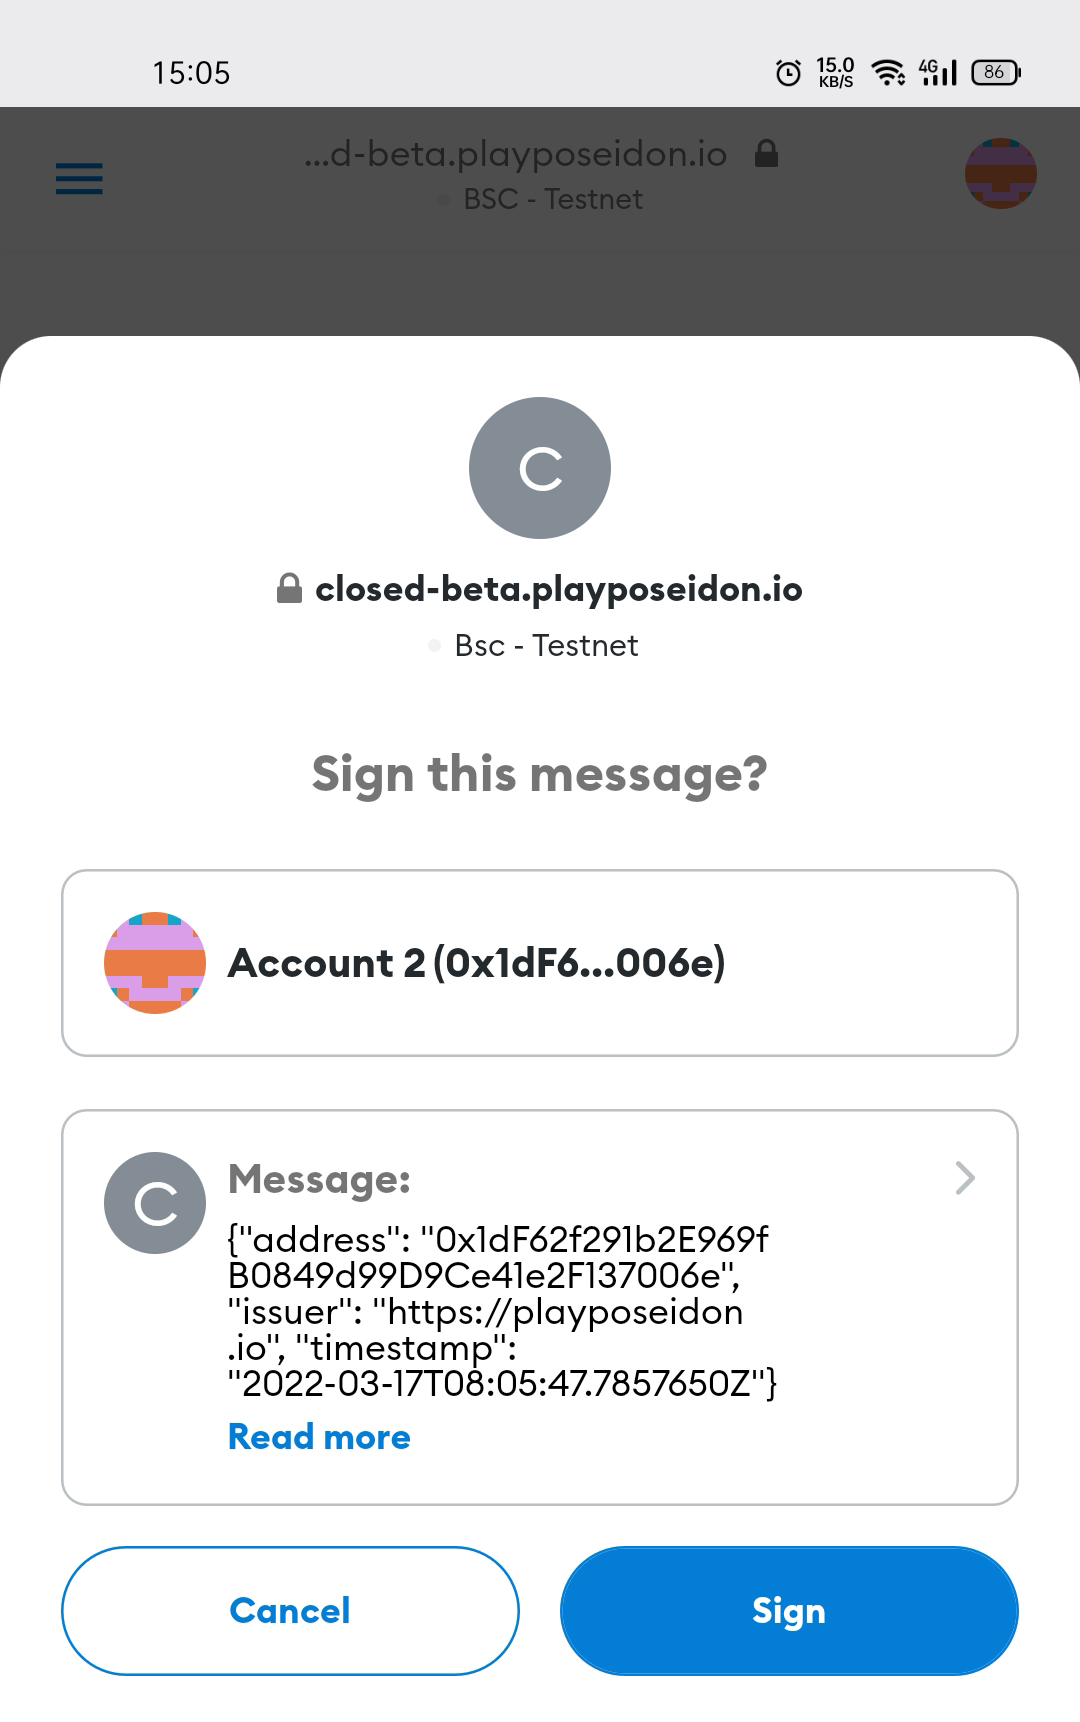 15:05
15.0
KB/S
4G
86
...d-beta.playposeidon.io
BSC - Testnet
C
closed-beta.playposeidon.io
Bsc - Testnet
Sign this message?
Account 2 (0x1dF6...006e)
C
Message:
{"address": "0x1dF62f291b2E969f
B0849d99D9Ce41e2F137006e",
"issuer": "https://playposeidon
.io", "timestamp":
"2022-03-17T08:05:47.7857650Z"}
Read more
Cancel
Sign